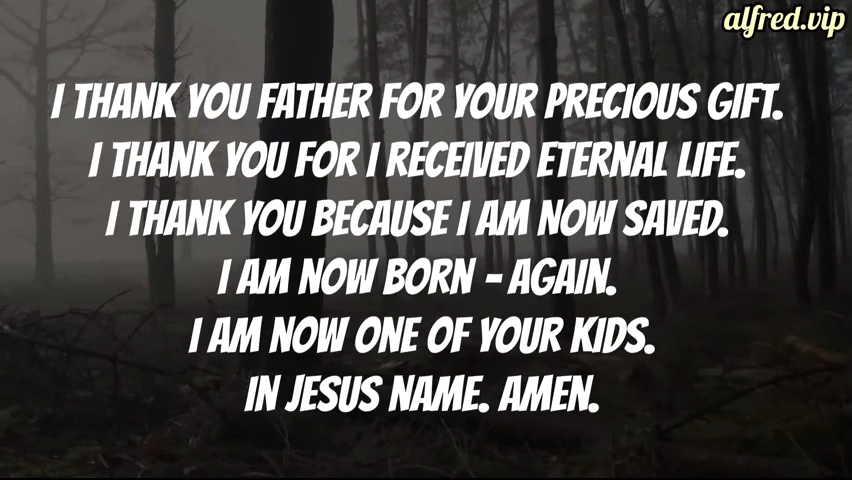 alfred.vip
I THANK YOU FATHER FOR YOUR PRECIOUS GIFT.
I THANK YOU FOR I RECEIVED ETERNAL LIFE.
I THANK YOU BECAUSE I AM NOW SAVED.
I AM NOW BORN - AGAIN.
I AM NOW ONE OF YOUR KIDS.
IN JESUS NAME. AMEN.